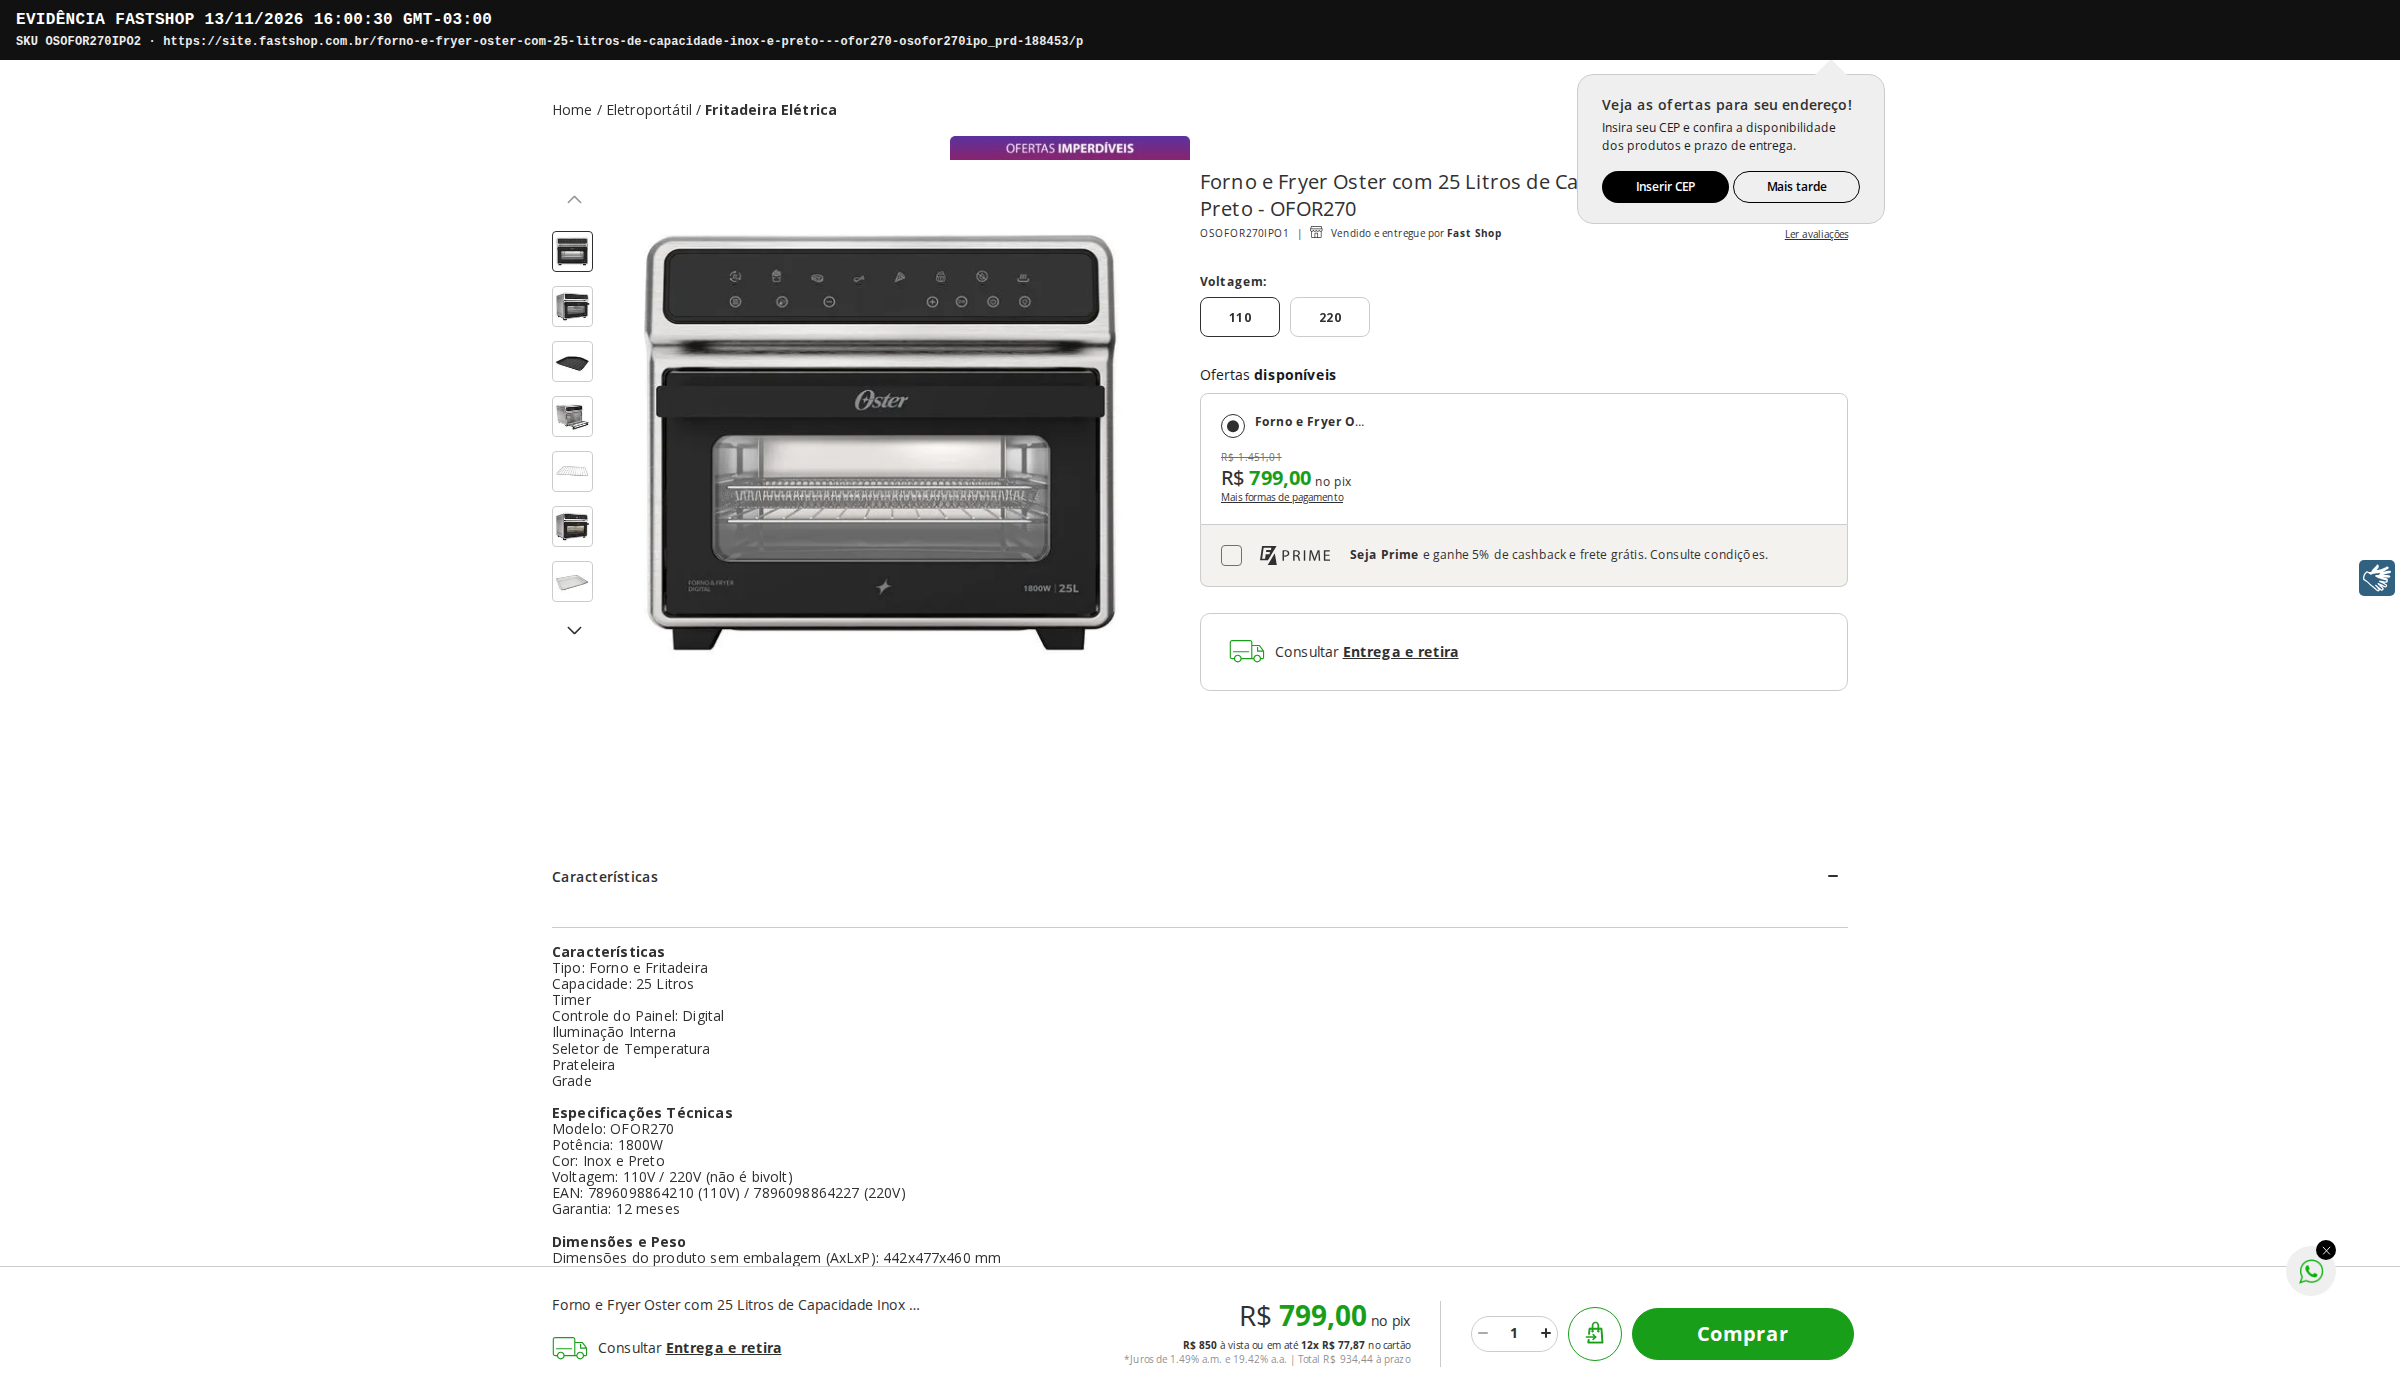 EVIDÊNCIA FASTSHOP 13/11/2026 16:00:30 GMT-03:00
SKU OSOFOR270IPO2 · https://site.fastshop.com.br/forno-e-fryer-oster-com-25-litros-de-capacidade-inox-e-preto---ofor270-osofor270ipo_prd-188453/p
Home / Eletroportátil / Fritadeira Elétrica
Veja as ofertas para seu endereço!
Insira seu CEP e confira a disponibilidade
dos produtos e prazo de entrega.
Inserir CEP
Mais tarde
OFERTAS IMPERDÍVEIS
Forno e Fryer Oster com 25 Litros de Ca
Preto - OFOR270
OSOFOR270IPO1 | Vendido e entregue por Fast Shop
Ler avaliações
Voltagem:
110
220
Ofertas disponíveis
Forno e Fryer O...
R$ 1.451,01
R$ 799,00 no pix
Mais formas de pagamento
PRIME Seja Prime e ganhe 5% de cashback e frete grátis. Consulte condições.
Consultar Entrega e retira
Oster
FORNO & FRYER
DIGITAL
1800W | 25L
Características
Características
Tipo: Forno e Fritadeira
Capacidade: 25 Litros
Timer
Controle do Painel: Digital
Iluminação Interna
Seletor de Temperatura
Prateleira
Grade
Especificações Técnicas
Modelo: OFOR270
Potência: 1800W
Cor: Inox e Preto
Voltagem: 110V / 220V (não é bivolt)
EAN: 7896098864210 (110V) / 7896098864227 (220V)
Garantia: 12 meses
Dimensões e Peso
Dimensões do produto sem embalagem (AxLxP): 442x477x460 mm
Forno e Fryer Oster com 25 Litros de Capacidade Inox ...
Consultar Entrega e retira
R$ 799,00 no pix
R$ 850 à vista ou em até 12x R$ 77,87 no cartão
*Juros de 1.49% a.m. e 19.42% a.a. | Total R$ 934,44 à prazo
1
Comprar